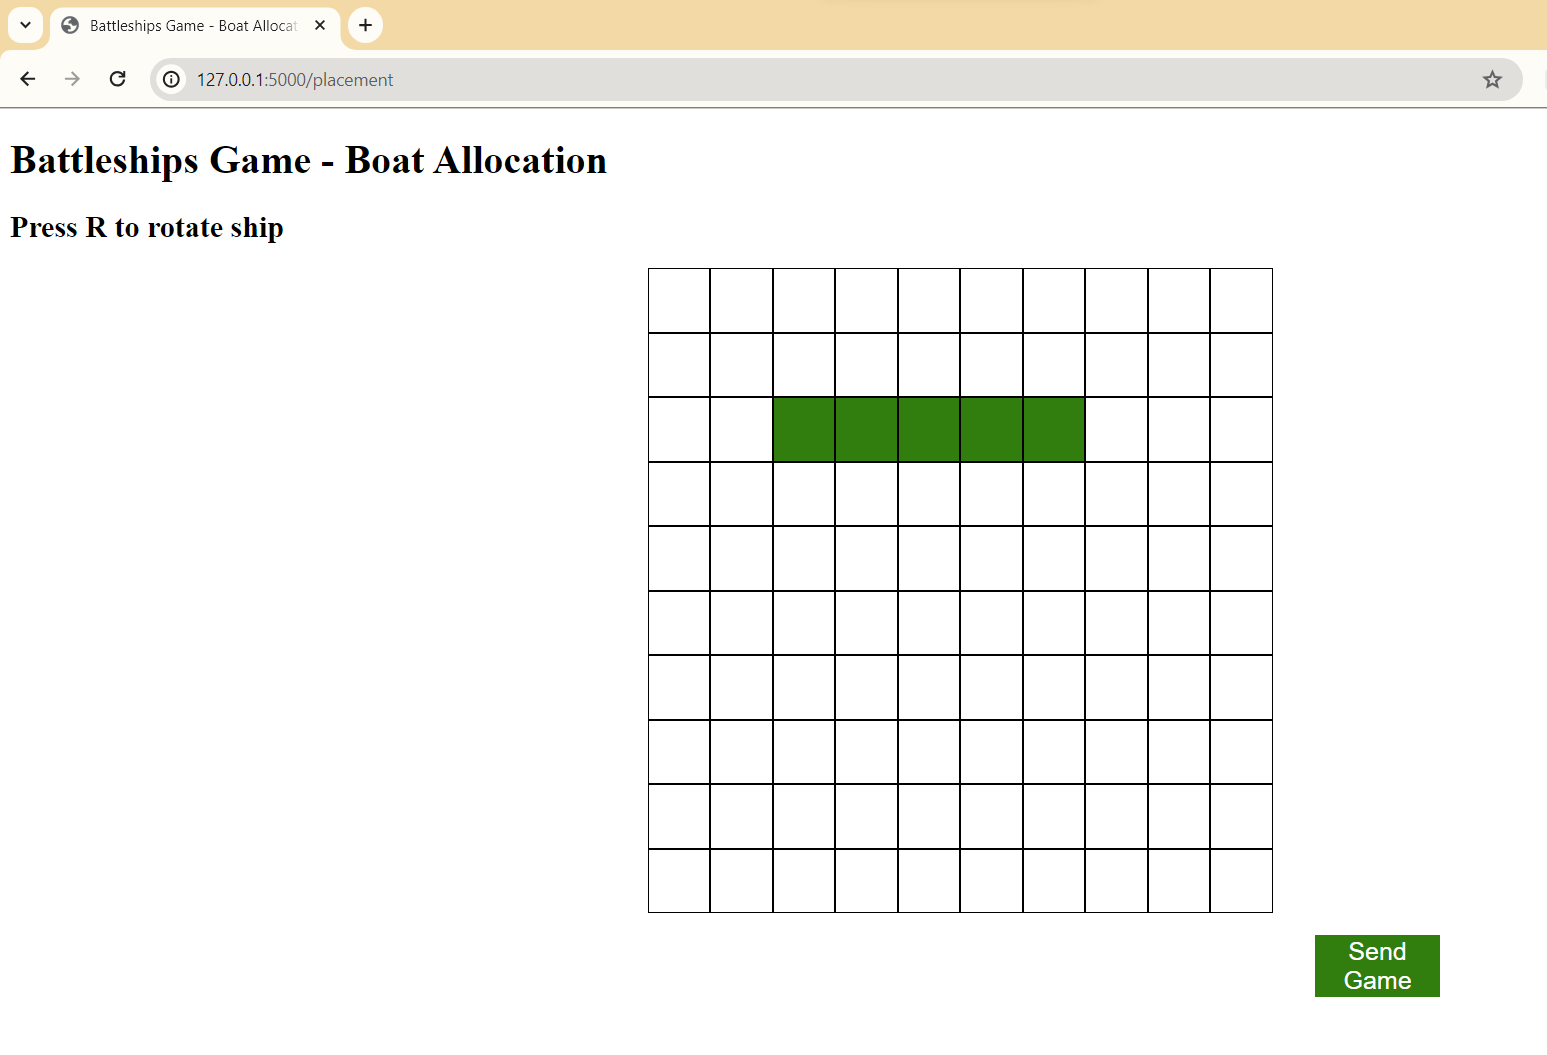 Battleships Game - Boat Allocat
127.0.0.1:5000/placement
Battleships Game - Boat Allocation
Press R to rotate ship
Send
Game